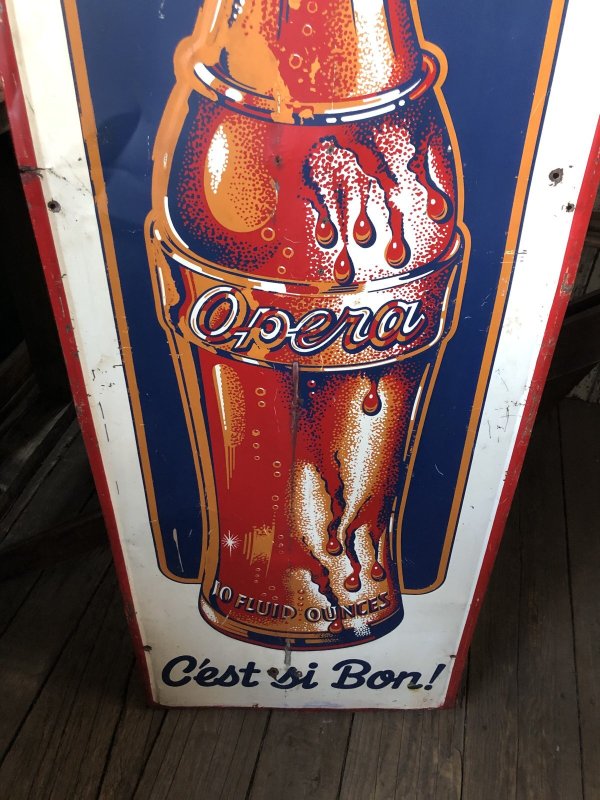 Opera
10 FLUID OUNCES
C'est si Bon!